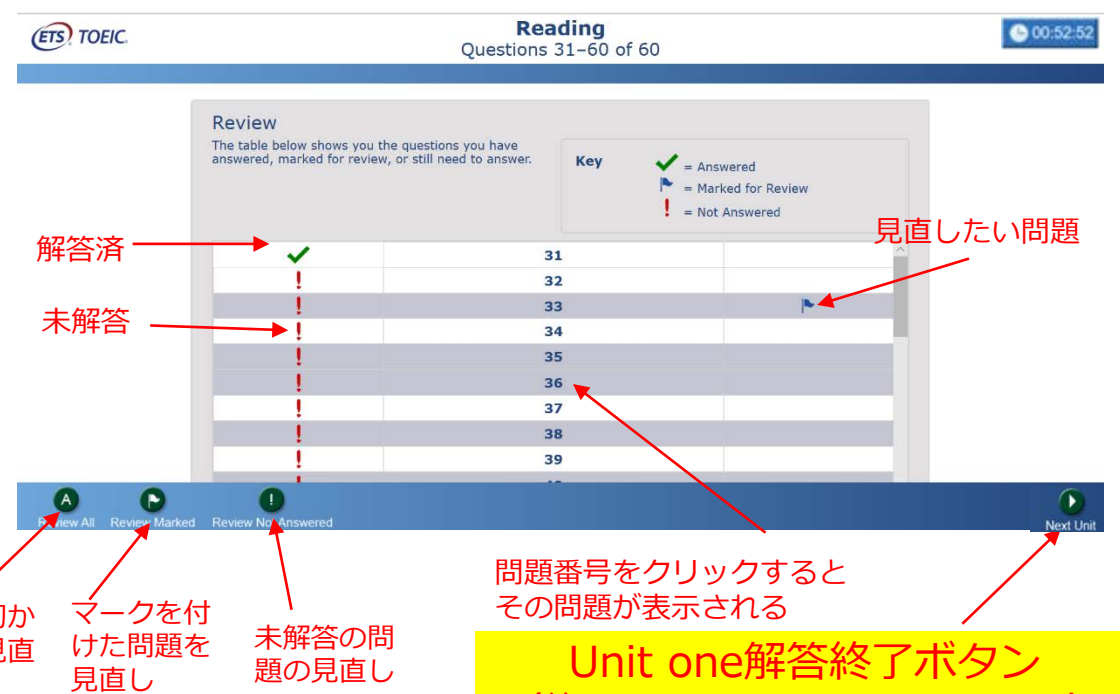 ETS TOEIC.
Reading
Questions 31–60 of 60
00:52:52
Review
The table below shows you the questions you have
answered, marked for review, or still need to answer.
Key
= Answered
= Marked for Review
= Not Answered
見直したい問題
解答済
未解答
31
32
33
34
35
36
37
38
39
A
!
Review All
Review Marked
Review Not Answered
Next Unit
問題番号をクリックすると
その問題が表示される
か
見直
マークを付
けた問題を
見直し
未解答の問
題の見直し
Unit one解答終了ボタン